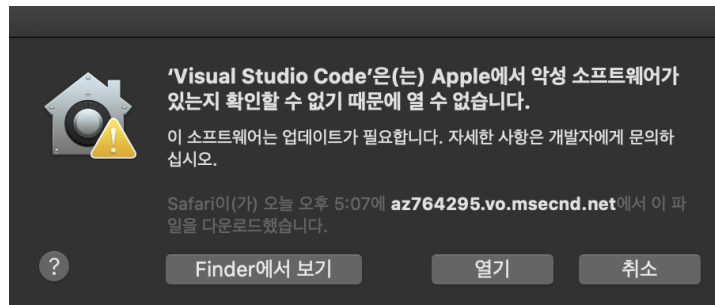 ‘Visual Studio Code’은(는) Apple에서 악성 소프트웨어가
있는지 확인할 수 없기 때문에 열 수 없습니다.
이 소프트웨어는 업데이트가 필요합니다. 자세한 사항은 개발자에게 문의하
십시오.
Safari이(가) 오늘 오후 5:07에 az764295.vo.msecnd.net에서 이 파
일을 다운로드했습니다.
?
Finder에서 보기
열기
취소